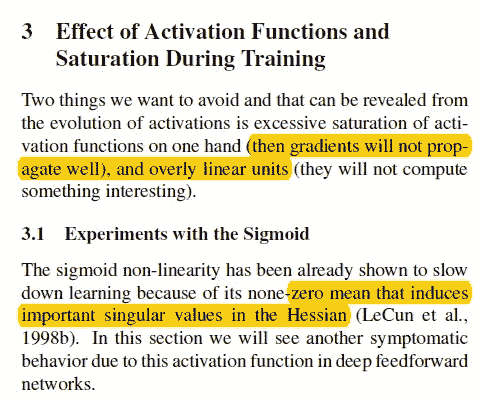 3 Effect of Activation Functions and
Saturation During Training
Two things we want to avoid and that can be revealed from
the evolution of activations is excessive saturation of acti-
vation functions on one hand (then gradients will not prop-
agate well), and overly linear units (they will not compute
something interesting).
3.1 Experiments with the Sigmoid
The sigmoid non-linearity has been already shown to slow
down learning because of its none-zero mean that induces
important singular values in the Hessian (LeCun et al.,
1998b). In this section we will see another symptomatic
behavior due to this activation function in deep feedforward
networks.